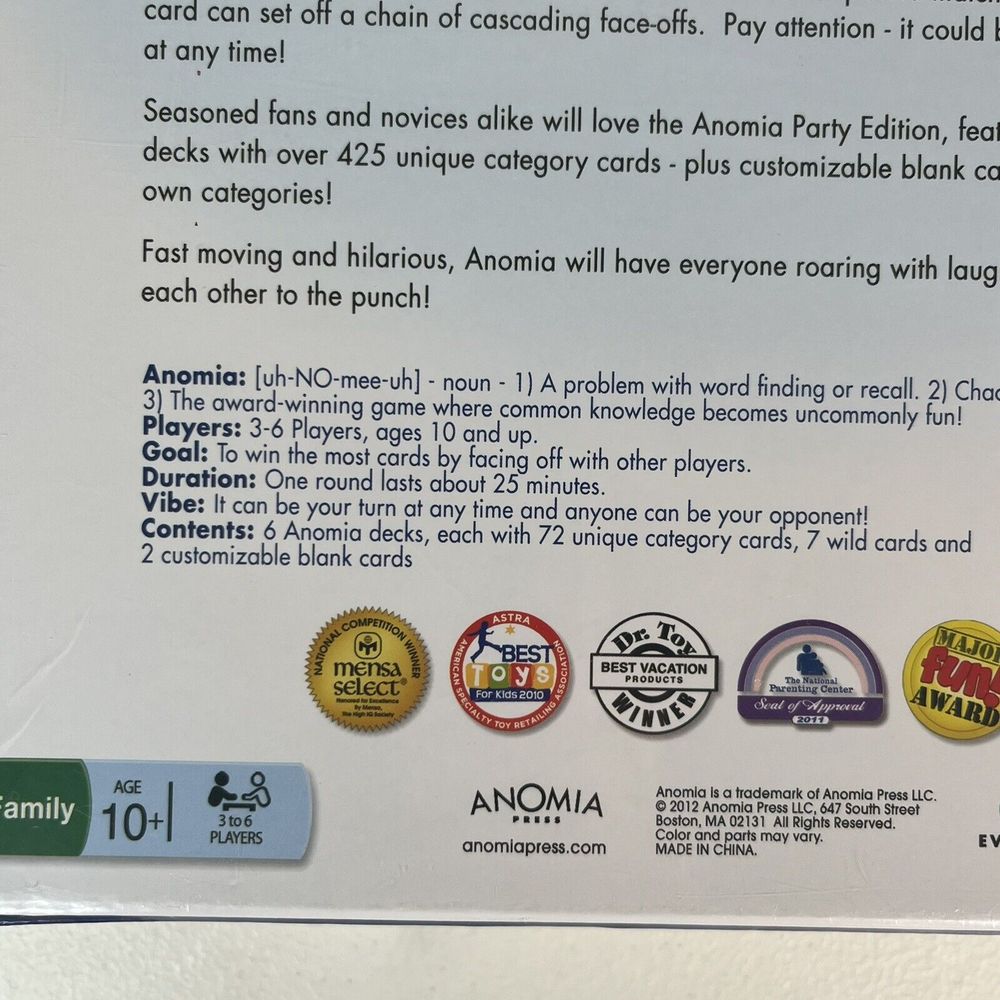 card can set off a chain of cascading face-offs. Pay attention - it could
at any time!
Seasoned fans and novices alike will love the Anomia Party Edition,
decks with over 425 unique category cards - plus customizable blank
own categories!
Fast moving and hilarious, Anomia will have everyone roaring with
each other to the punch!
Anomia: [uh-NO-mee-uh] - noun - 1) A problem with word finding or recall. 2)
3) The award-winning game where common knowledge becomes uncommonly fun!
Players: 3-6 Players, ages 10 and up.
Goal: To win the most cards by facing off with other players.
Duration: One round lasts about 25 minutes.
Vibe: It can be your turn at any time and anyone can be your opponent!
Contents: 6 Anomia decks, each with 72 unique category cards, 7 wild cards and
2 customizable blank cards
NATIONAL COMPETITION WINNER
mensa
select®
Honored for Excellence
By Mensa,
The High IQ Society
ASTRA
BEST
TOYS
For Kids 2010
AMERICAN SPECIALTY TOY RETAILING ASSOCIATION
Dr. Toy
BEST VACATION
PRODUCTS
WINNER
The National
Parenting Center
Seal of Approval
2011
MAJOR
fun
AWARD
Family
AGE
10+
3 to 6
PLAYERS
ANOMIA
PRESS
anomiapress.com
Anomia is a trademark of Anomia Press LLC.
© 2012 Anomia Press LLC, 647 South Street
Boston, MA 02131 All Rights Reserved.
Color and parts may vary.
MADE IN CHINA.